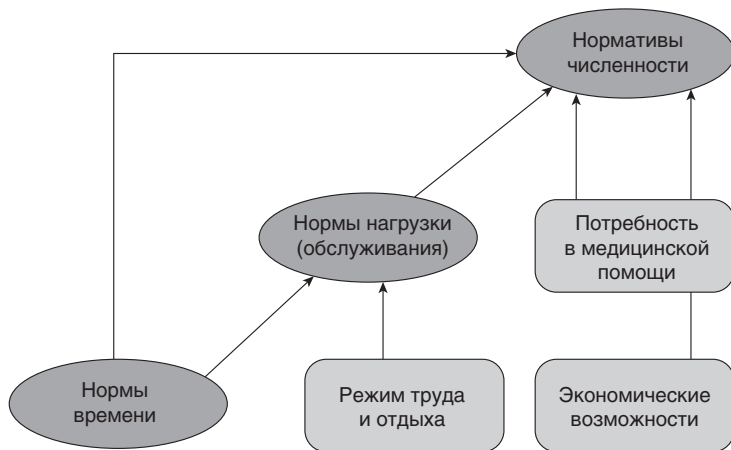 Нормативы
численности
Нормы нагрузки
(обслуживания)
Потребность
в медицинской
помощи
Нормы
времени
Режим труда
и отдыха
Экономические
возможности